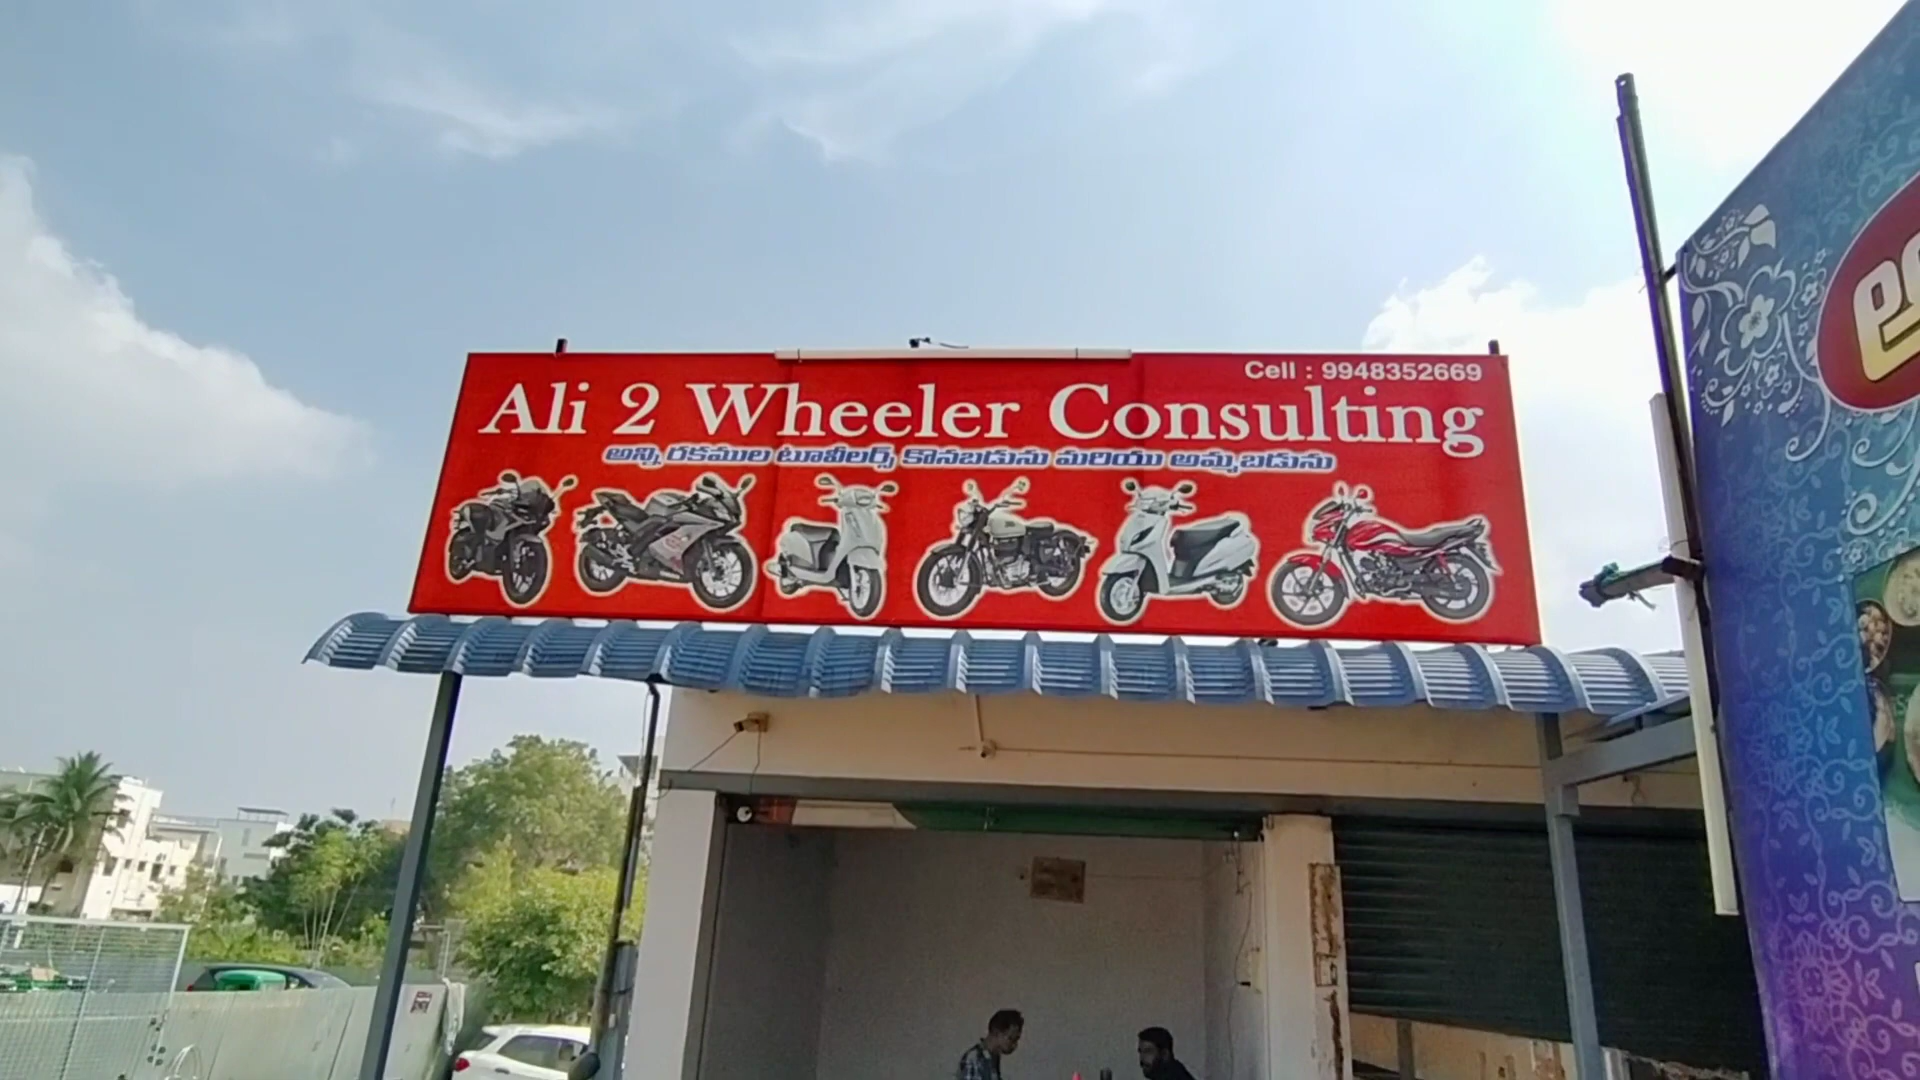 Cell : 9948352669
Ali 2 Wheeler Consulting
అన్ని రకముల టూవీలర్స్ కొనబడును మరియు అమ్మబడును